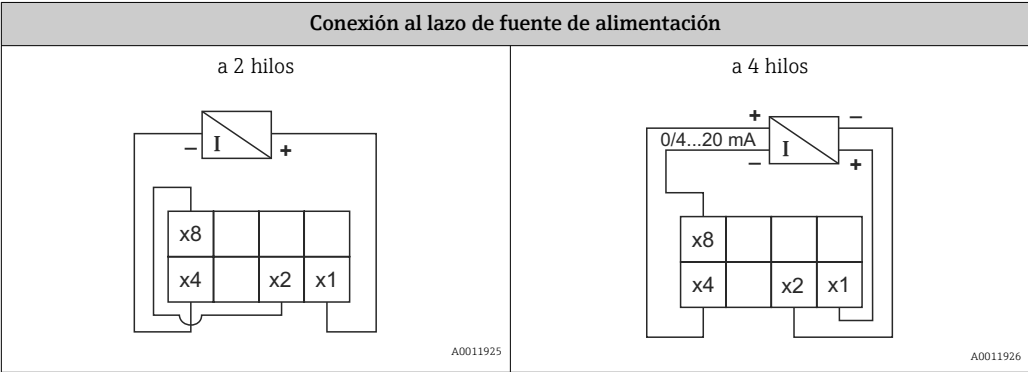 Conexión al lazo de fuente de alimentación
a 2 hilos
I
– +
x8
x4 x2 x1
A0011925
a 4 hilos
+ –
0/4...20 mA I
– +
x8
x4 x2 x1
A0011926